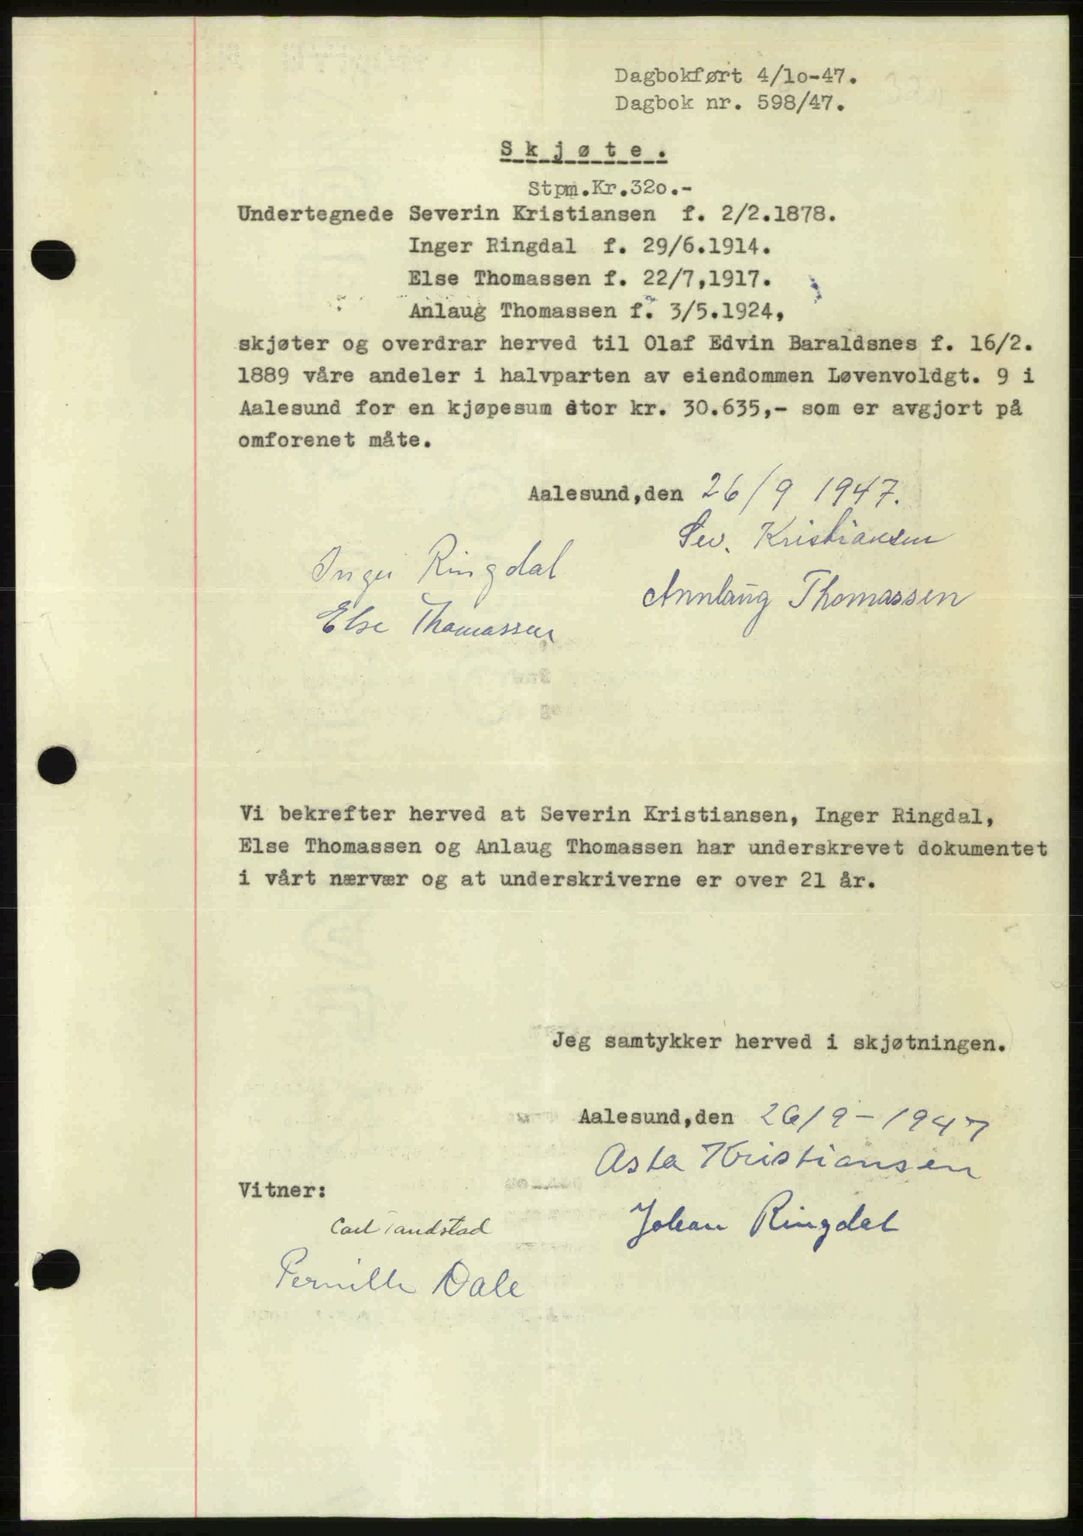 Dagbokført 4/10-47.
Dagbok nr. 598/47.
Skjøte.
Stpm.Kr.320.-
Undertegnede Severin Kristiansen f. 2/2.1878.
Inger Ringdal f. 29/6.1914.
Else Thomassen f. 22/7,1917.
Anlaug Thomassen f. 3/5.1924,
skjøter og overdrar herved til Olaf Edvin Baraldsnes f. 16/2.
1889 våre andeler i halvparten av eiendommen Løvenvoldgt. 9 i
Aalesund for en kjøpesum stor kr. 30.635,- som er avgjort på
omforenet måte.
Aalesund,den 26/9 1947.
Sev. Kristiansen
Inger Ringdal
Annlaug Thomassen
Else Thomassen
Vi bekrefter herved at Severin Kristiansen, Inger Ringdal,
Else Thomassen og Anlaug Thomassen har underskrevet dokumentet
i vårt nærvær og at underskriverne er over 21 år.
Jeg samtykker herved i skjøtningen.
Aalesund,den 26/9-1947
Asta Kristiansen
Vitner:
Johan Ringdal
Carl Tandstad
Pernille Dale